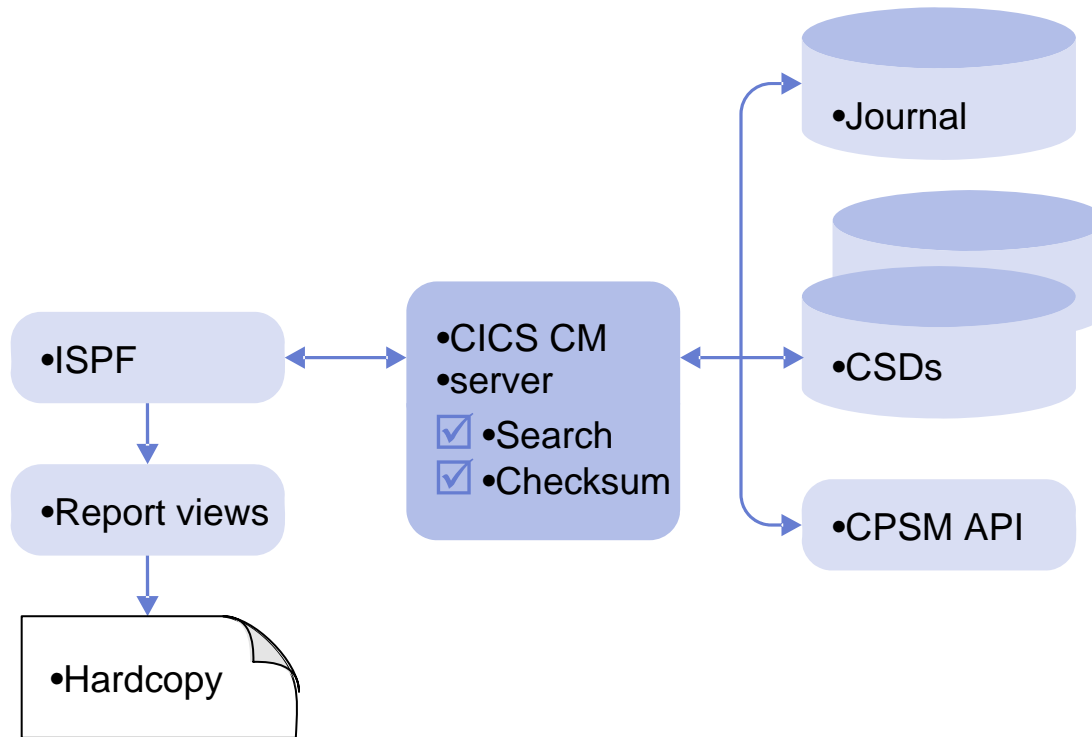 •Journal
•CSDs
•CPSM API
•CICS CM
•server
☑ •Search
☑ •Checksum
•ISPF
•Report views
•Hardcopy